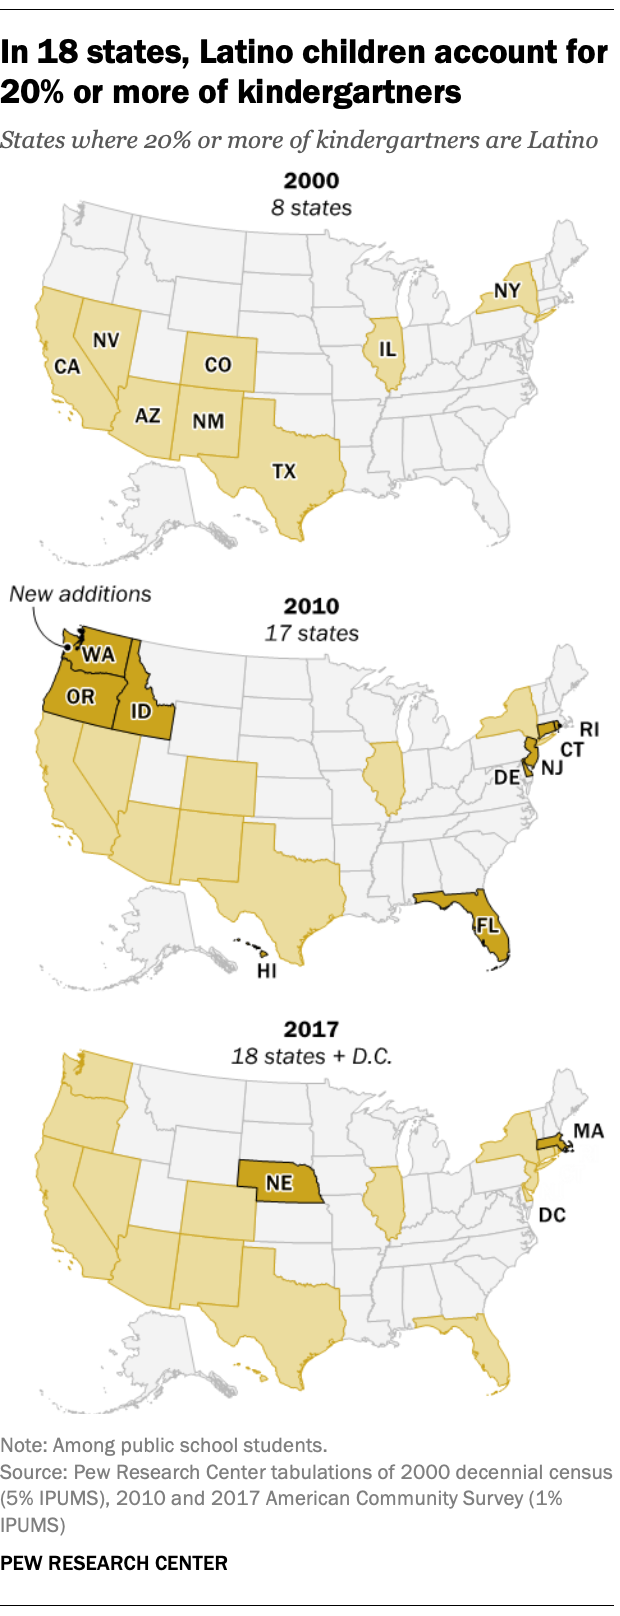 In 18 states, Latino children account for
20% or more of kindergartners
States where 20% or more of kindergartners are Latino
2000
8 states
NY
NV
IL
CA
CO
AZ
NM
TX
New additions
2010
17 states
WA
OR
ID
RI
CT
NJ
DE
FL
HI
2017
18 states + D.C.
MA
NE
DC
Note: Among public school students.
Source: Pew Research Center tabulations of 2000 decennial census
(5% IPUMS), 2010 and 2017 American Community Survey (1%
IPUMS)
PEW RESEARCH CENTER